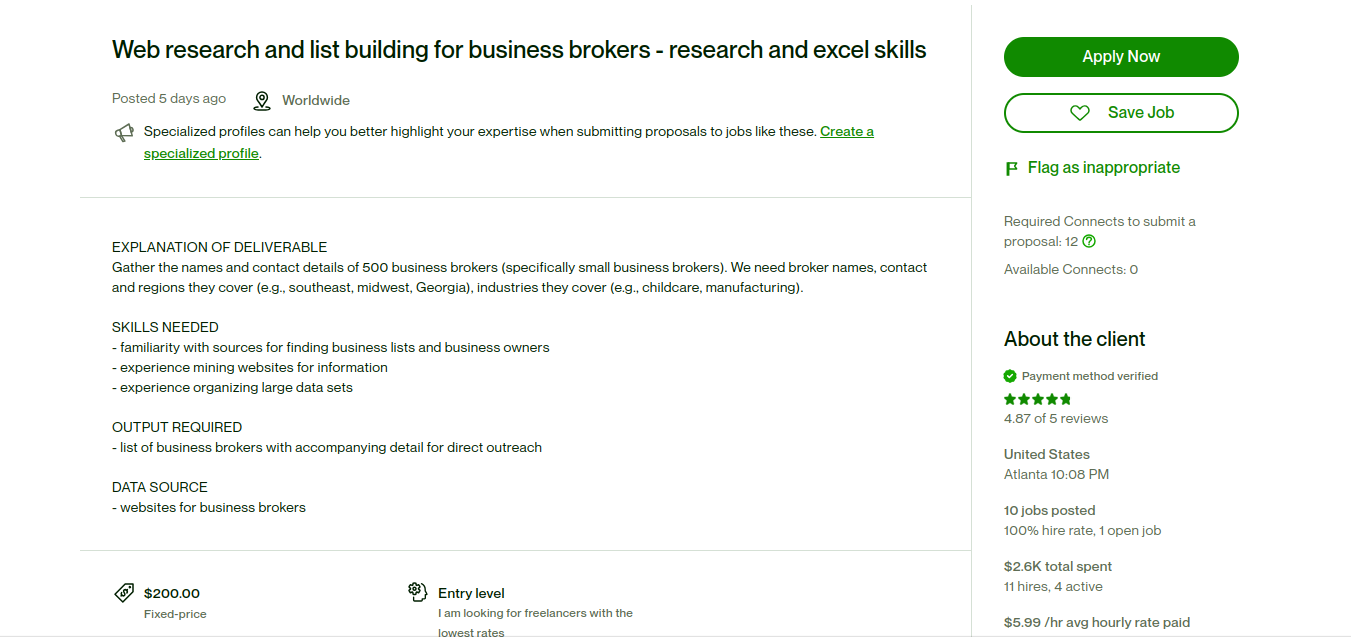 Web research and list building for business brokers - research and excel skills
Posted 5 days ago
Worldwide
Specialized profiles can help you better highlight your expertise when submitting proposals to jobs like these. Create a
specialized profile.
EXPLANATION OF DELIVERABLE
Gather the names and contact details of 500 business brokers (specifically small business brokers). We need broker names, contact
and regions they cover (e.g., southeast, midwest, Georgia), industries they cover (e.g., childcare, manufacturing).
SKILLS NEEDED
- familiarity with sources for finding business lists and business owners
- experience mining websites for information
- experience organizing large data sets
OUTPUT REQUIRED
- list of business brokers with accompanying detail for direct outreach
DATA SOURCE
- websites for business brokers
$200.00
Fixed-price
Entry level
I am looking for freelancers with the
lowest rates
Apply Now
Save Job
Flag as inappropriate
Required Connects to submit a
proposal: 12
Available Connects: 0
About the client
Payment method verified
4.87 of 5 reviews
United States
Atlanta 10:08 PM
10 jobs posted
100% hire rate, 1 open job
$2.6K total spent
11 hires, 4 active
$5.99 /hr avg hourly rate paid